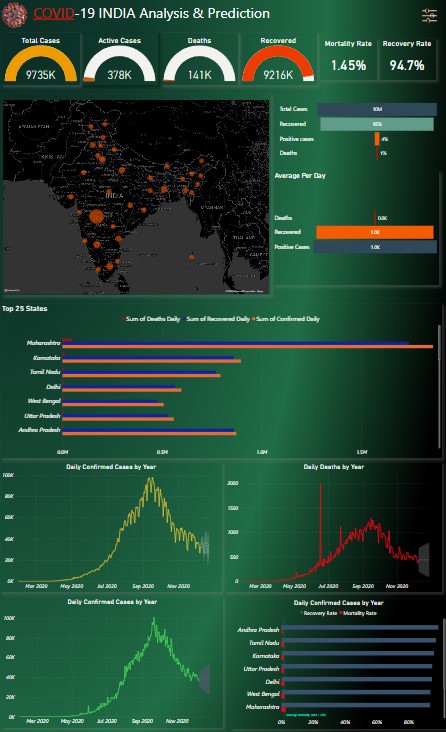 COVID-19 INDIA Analysis & Prediction
Total Cases
9735K
Active Cases
378K
Deaths
141K
Recovered
9216K
Mortality Rate
1.45%
Recovery Rate
94.7%
AFGHANISTAN
PAKISTAN
INDIA
MYANMAR
THAILAND
Total Cases
10M
Recovered
95%
Positive cases
4%
Deaths
1%
Average Per Day
Deaths
0.0K
Recovered
1.0K
Positive Cases
1.0K
Top 25 States
Sum of Deaths Daily Sum of Recovered Daily Sum of Confirmed Daily
Maharashtra
Karnataka
Tamil Nadu
Delhi
West Bengal
Uttar Pradesh
Andhra Pradesh
0.0M 0.5M 1.0M 1.5M
Daily Confirmed Cases by Year
100K
80K
60K
40K
20K
0K
Mar 2020 May 2020 Jul 2020 Sep 2020 Nov 2020
Daily Deaths by Year
2000
1500
1000
500
0
Mar 2020 May 2020 Jul 2020 Sep 2020 Nov 2020
Daily Confirmed Cases by Year
100K
80K
60K
40K
20K
0K
Mar 2020 May 2020 Jul 2020 Sep 2020 Nov 2020
Daily Confirmed Cases by Year
Recovery Rate Mortality Rate
Andhra Pradesh
Tamil Nadu
Karnataka
Uttar Pradesh
Delhi
West Bengal
Maharashtra
0% 20% 40% 60% 80%